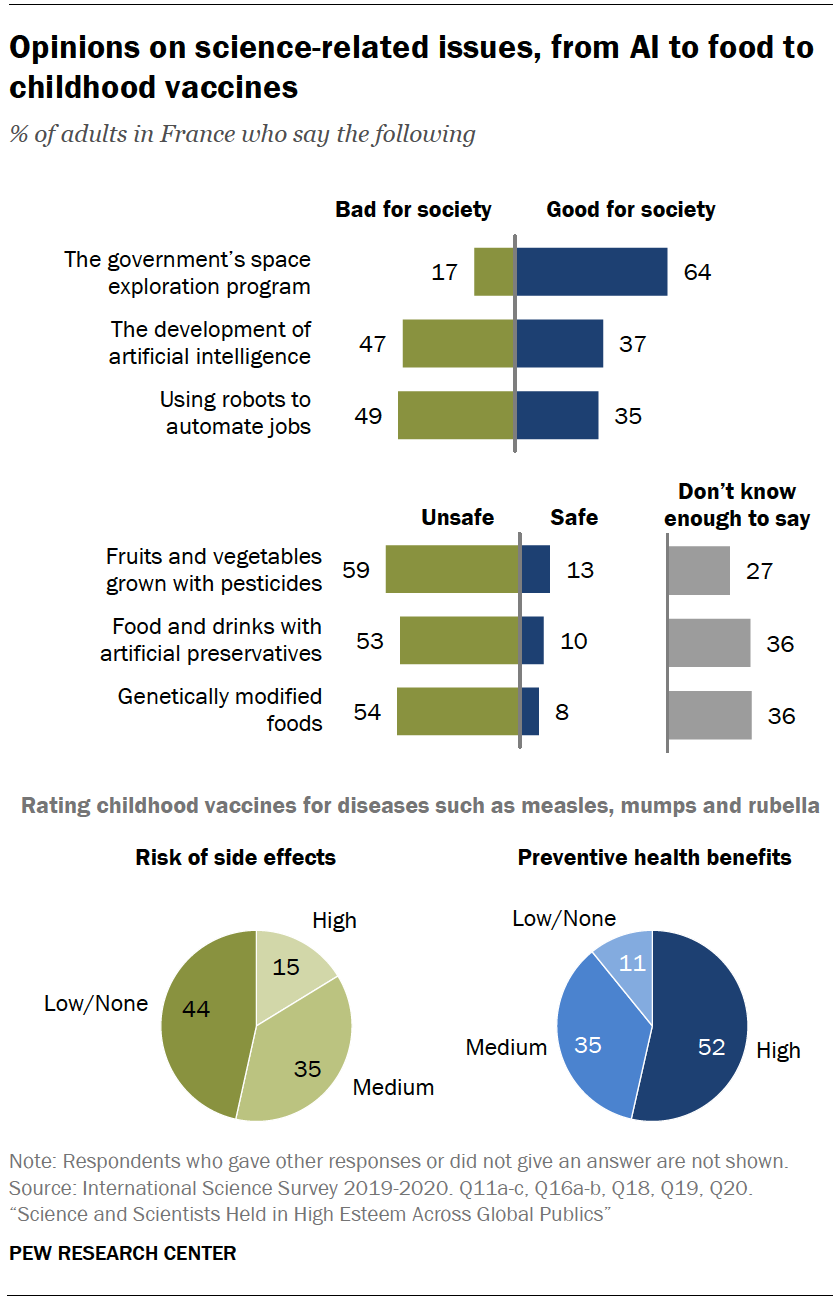 Opinions on science-related issues, from AI to food to
childhood vaccines
% of adults in France who say the following
Bad for society Good for society
The government's space
exploration program
17 64
The development of
artificial intelligence
47 37
Using robots to
automate jobs
49 35
Don't know
enough to say
Unsafe Safe
Fruits and vegetables
grown with pesticides
59 13 27
Food and drinks with
artificial preservatives
53 10 36
Genetically modified
foods
54 8 36
Rating childhood vaccines for diseases such as measles, mumps and rubella
Risk of side effects
High
15
Low/None
44
35
Medium
Preventive health benefits
Low/None
11
Medium
35
52
High
Note: Respondents who gave other responses or did not give an answer are not shown.
Source: International Science Survey 2019-2020. Q11a-c, Q16a-b, Q18, Q19, Q20.
“Science and Scientists Held in High Esteem Across Global Publics”
PEW RESEARCH CENTER